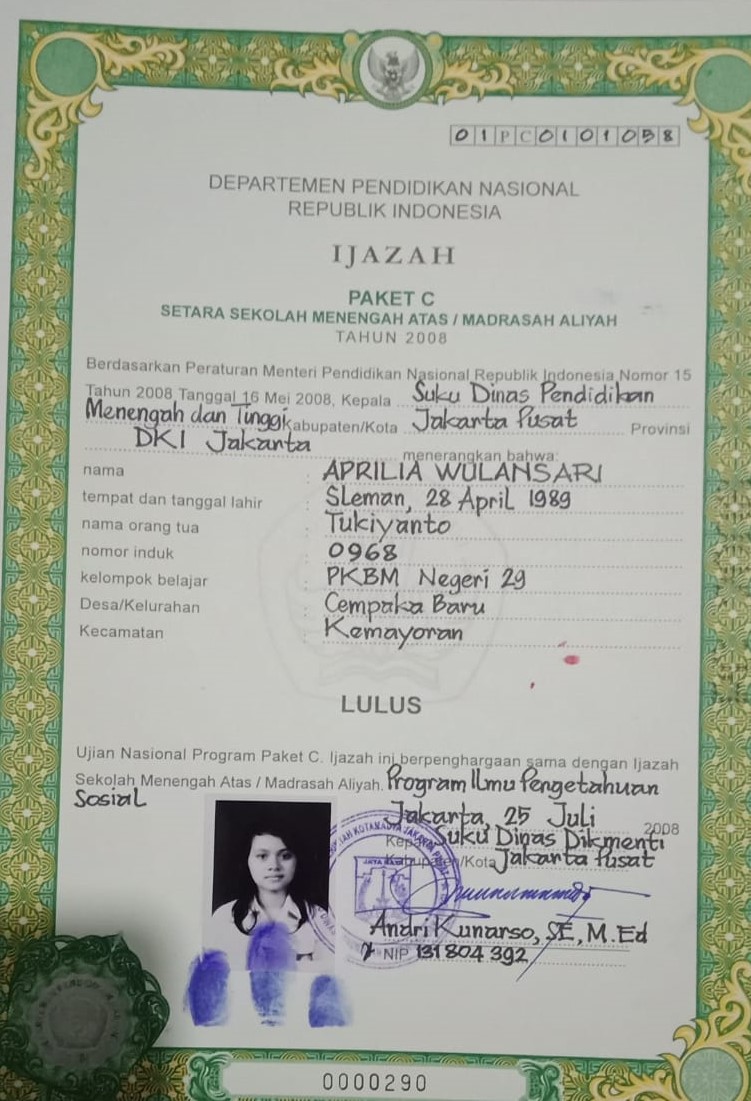 01PC0101058
DEPARTEMEN PENDIDIKAN NASIONAL
REPUBLIK INDONESIA
IJAZAH
PAKET C
SETARA SEKOLAH MENENGAH ATAS / MADRASAH ALIYAH
TAHUN 2008
Berdasarkan Peraturan Menteri Pendidikan Nasional Republik Indonesia Nomor 15
Tahun 2008 Tanggal 16 Mei 2008, Kepala Suku Dinas Pendidikan
Menengah dan Tinggi Kabupaten/Kota Jakarta Pusat Provinsi
DKI Jakarta menerangkan bahwa:
nama : APRILIA WULANSARI
tempat dan tanggal lahir : Sleman, 28 April 1989
nama orang tua : Tukiyanto
nomor induk : 0968
kelompok belajar : PKBM Negeri 29
Desa/Kelurahan : Cempaka Baru
Kecamatan : Kemayoran
LULUS
Ujian Nasional Program Paket C. Ijazah ini berpenghargaan sama dengan Ijazah
Sekolah Menengah Atas / Madrasah Aliyah. Program Ilmu Pengetahuan
Sosial
Jakarta, 25 Juli 2008
Kepala Suku Dinas Dikmenti
Kabupaten/Kota Jakarta Pusat
JAYA RAYA
Andri Kunarso, SE, M.Ed
NIP 131 804 392
0000290